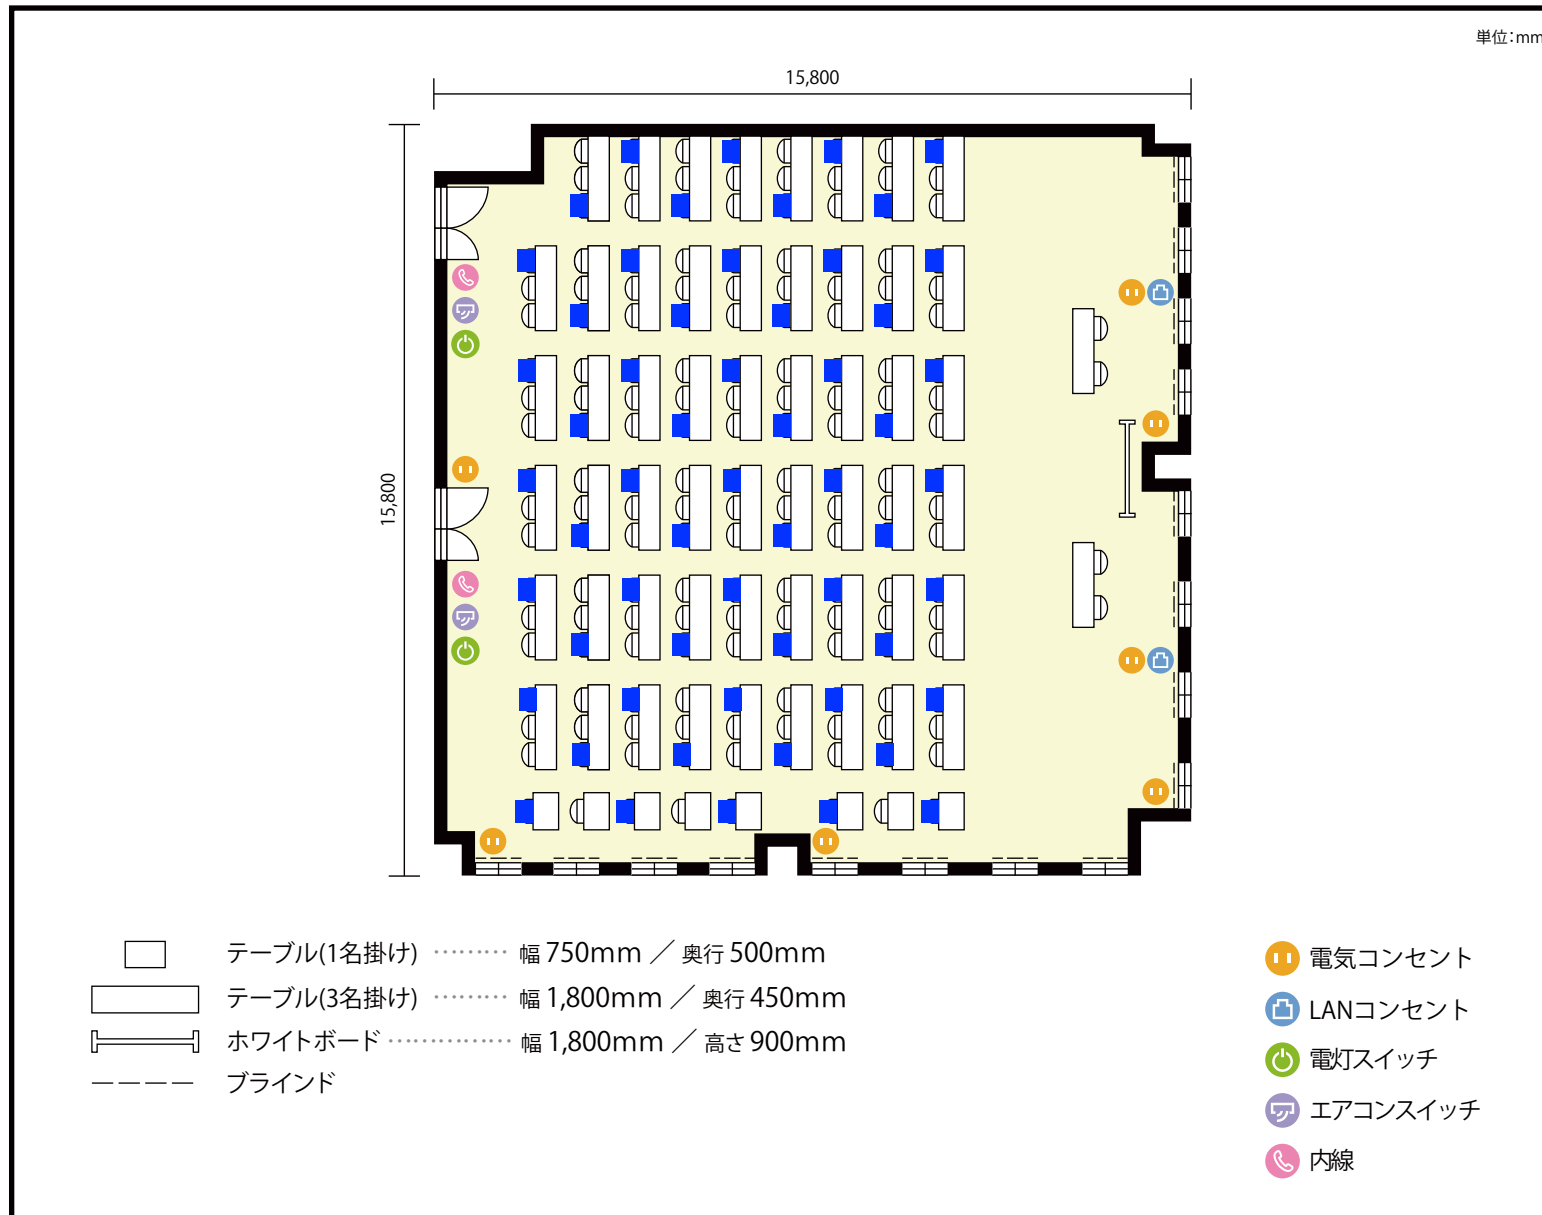 単位:mm
15,800
15,800
テーブル(1名掛け) ……… 幅 750mm ／ 奥行 500mm
テーブル(3名掛け) ……… 幅 1,800mm ／ 奥行 450mm
ホワイトボード …………… 幅 1,800mm ／ 高さ 900mm
ブラインド
電気コンセント
LANコンセント
電灯スイッチ
エアコンスイッチ
内線